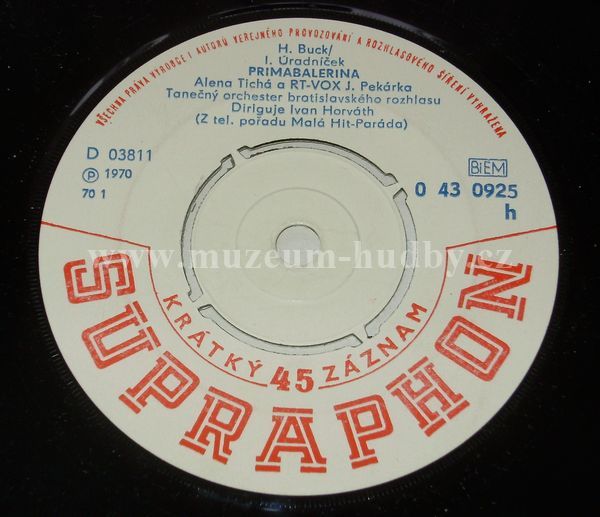 VŠECHNA PRÁVA VÝROBCE I AUTORŮ VEŘEJNÉHO PROVOZOVÁNÍ A ROZHLASOVÉHO ŠÍŘENÍ VYHRAŽENA
H. Buck/
I. Úradníček
PRIMABALERINA
Alena Tichá a RT-VOX J. Pekárka
Tanečný orchester bratislavského rozhlasu
Diriguje Ivan Horváth
(Z tel. pořadu Malá Hit-Paráda)
D 03811
℗ 1970
70 1
BIEM
0 43 0925
h
www.muzeum-hudby.cz
KRÁTKÝ 45 ZÁZNAM
SUPRAPHON